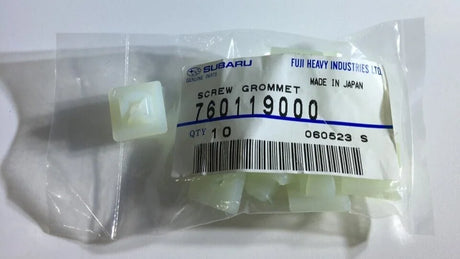 SUBARU FUJI HEAVY INDUSTRIES LTD.
GENUINE PARTS MADE IN JAPAN
SCREW GROMMET
760119000
QTY 10 060523 S